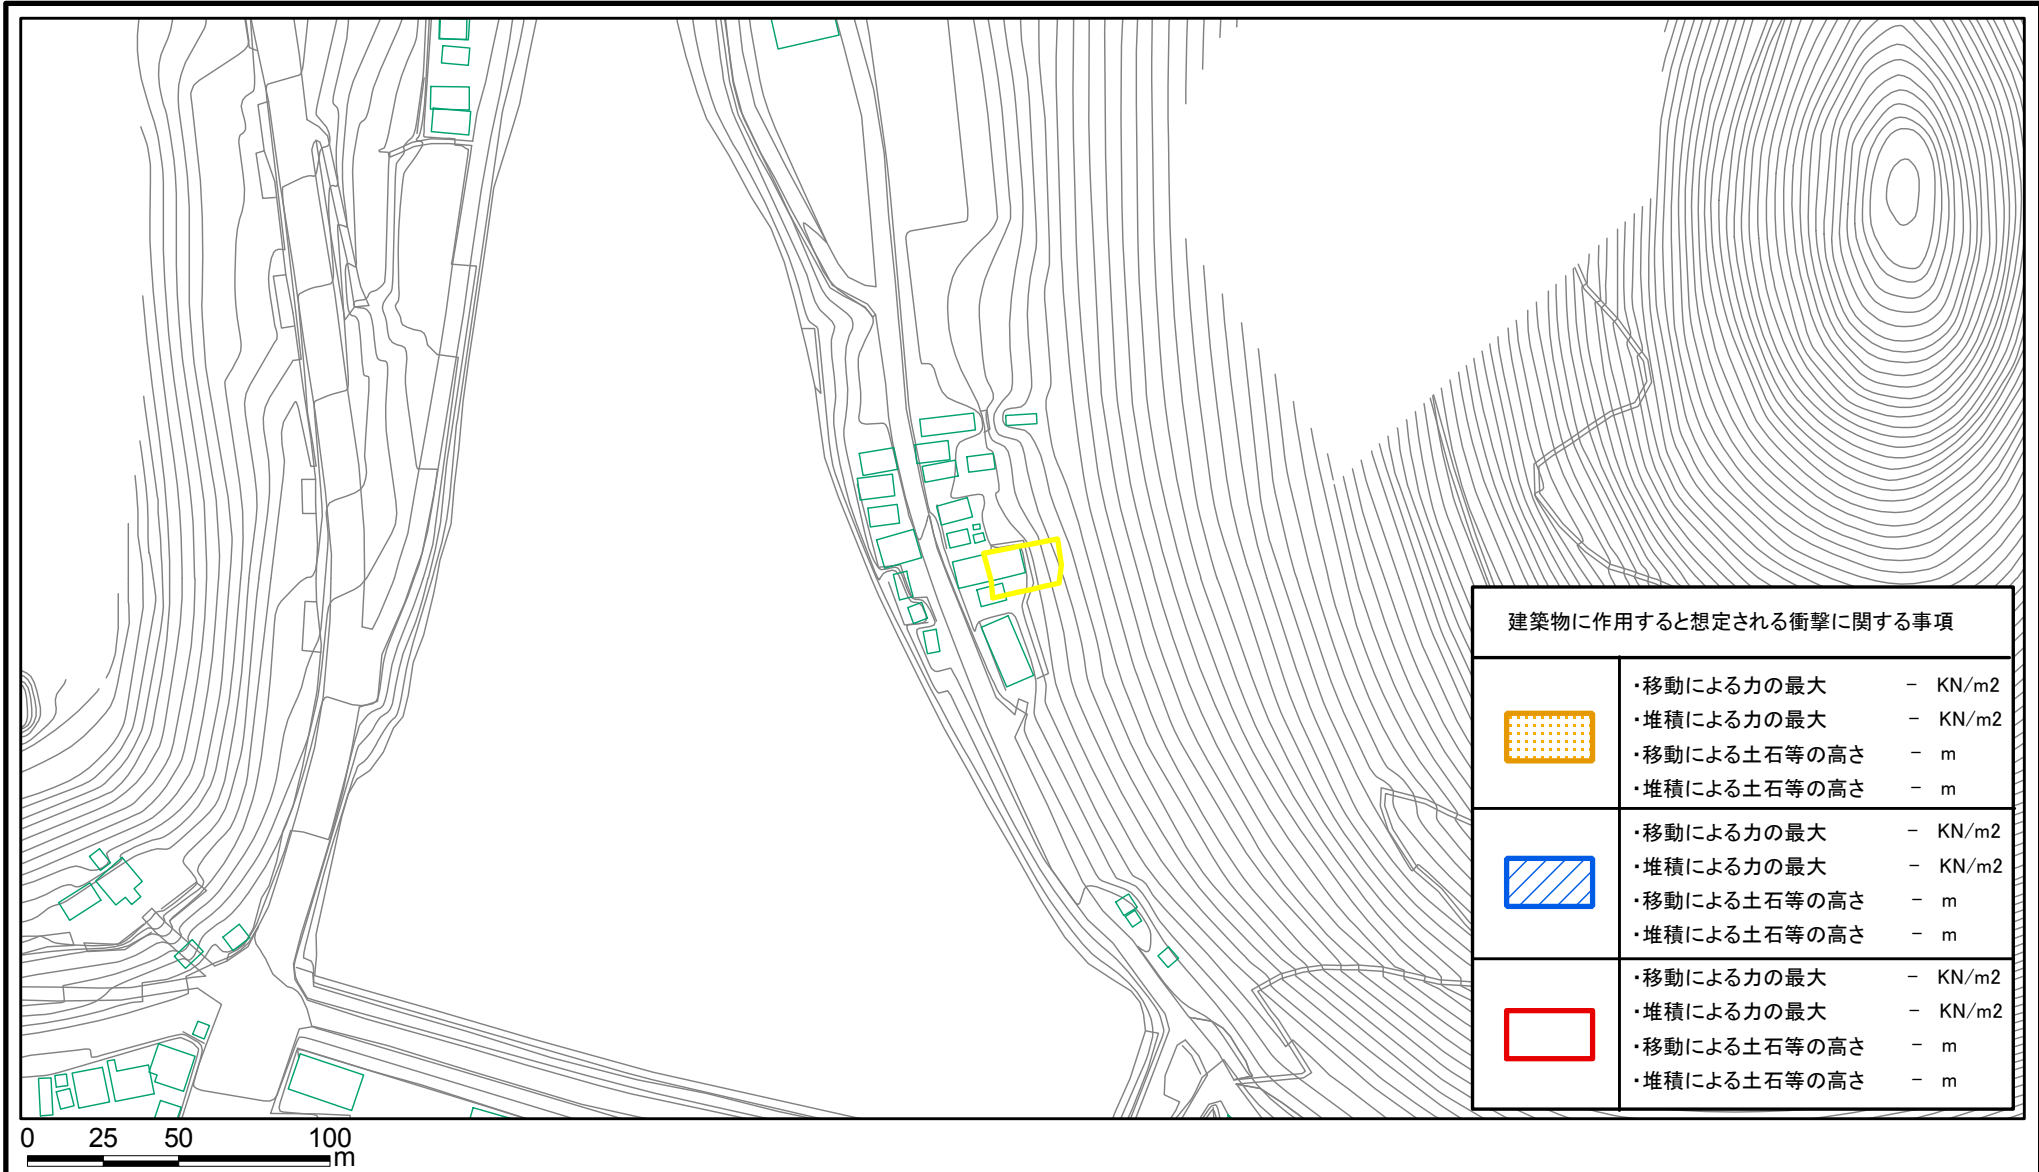 建築物に作用すると想定される衝撃に関する事項
・移動による力の最大 － KN/m2
・堆積による力の最大 － KN/m2
・移動による土石等の高さ － m
・堆積による土石等の高さ － m
・移動による力の最大 － KN/m2
・堆積による力の最大 － KN/m2
・移動による土石等の高さ － m
・堆積による土石等の高さ － m
・移動による力の最大 － KN/m2
・堆積による力の最大 － KN/m2
・移動による土石等の高さ － m
・堆積による土石等の高さ － m
0 25 50 100
m